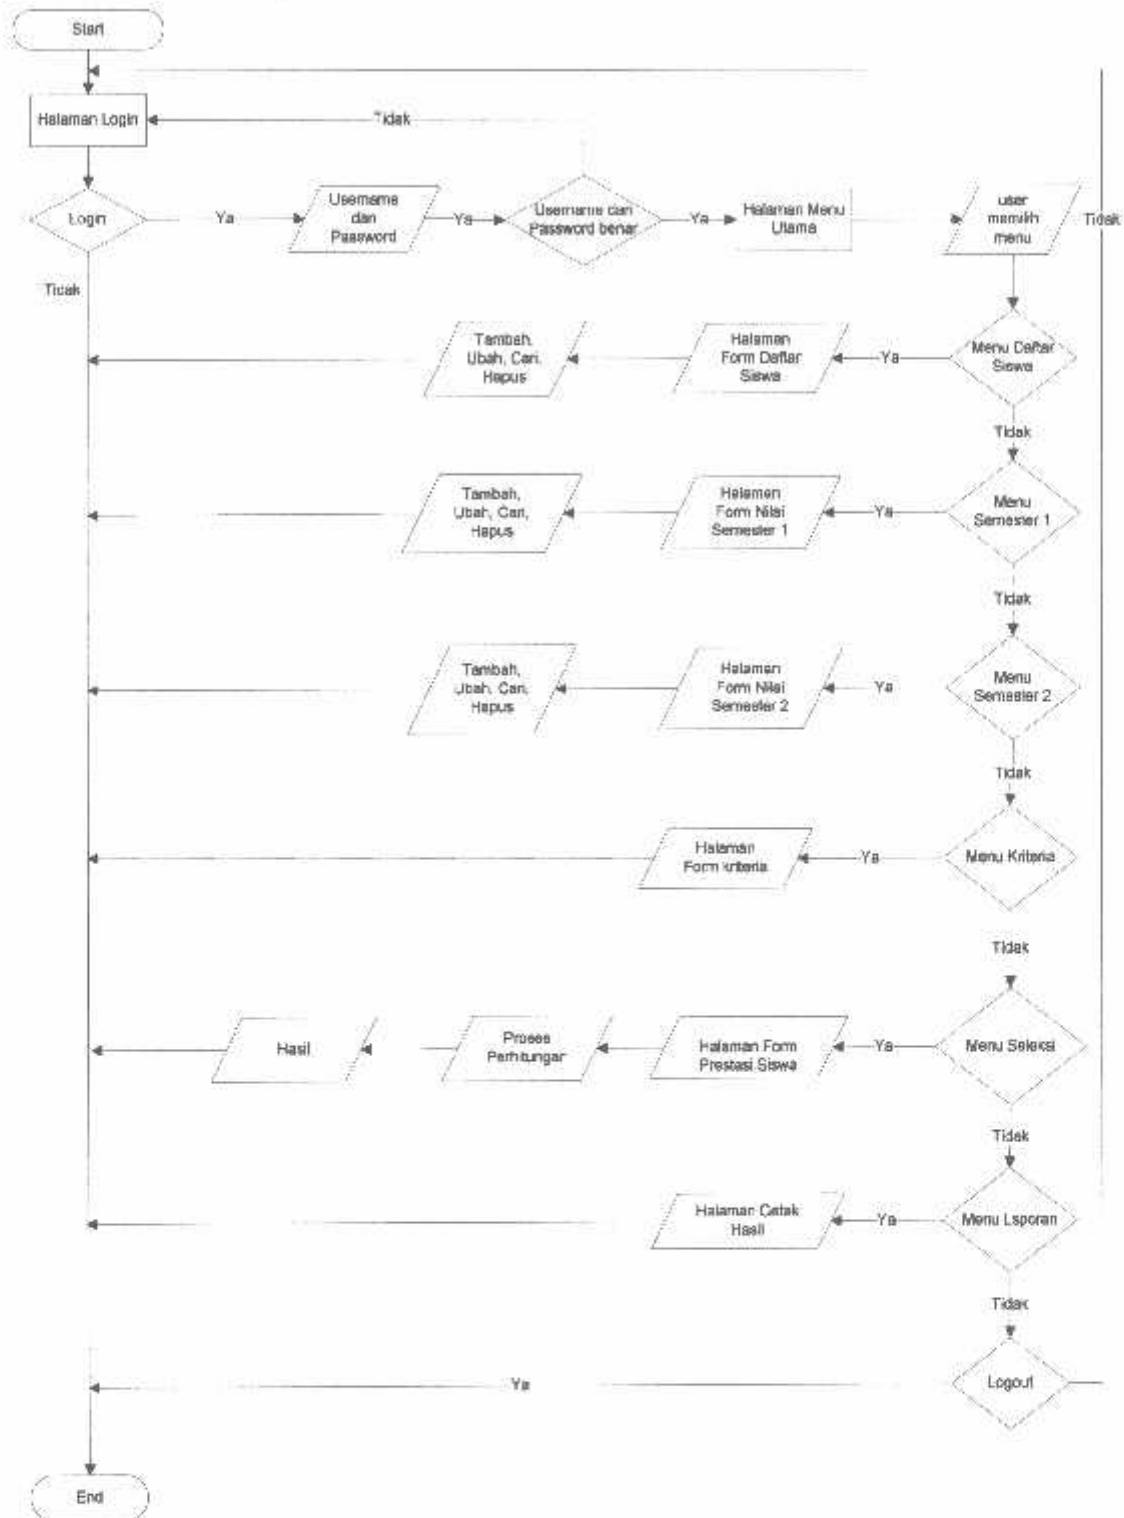 Start
Halaman Login
Tidak
Login
Ya
Username
dan
Password
Ya
Username dan
Password benar
Ya
Halaman Menu
Utama
user
memilih
menu
Tidak
Tidak
Tambah,
Ubah, Cari,
Hapus
Halaman
Form Daftar
Siswa
Ya
Menu Daftar
Siswa
Tidak
Tambah,
Ubah, Cari,
Hapus
Halaman
Form Nilai
Semester 1
Ya
Menu
Semester 1
Tidak
Tambah,
Ubah, Cari,
Hapus
Halaman
Form Nilai
Semester 2
Ya
Menu
Semester 2
Tidak
Halaman
Form kriteria
Ya
Menu Kriteria
Tidak
Hasil
Proses
Perhitungan
Halaman Form
Prestasi Siswa
Ya
Menu Seleksi
Tidak
Halaman Cetak
Hasil
Ya
Menu Laporan
Tidak
Ya
Logout
End